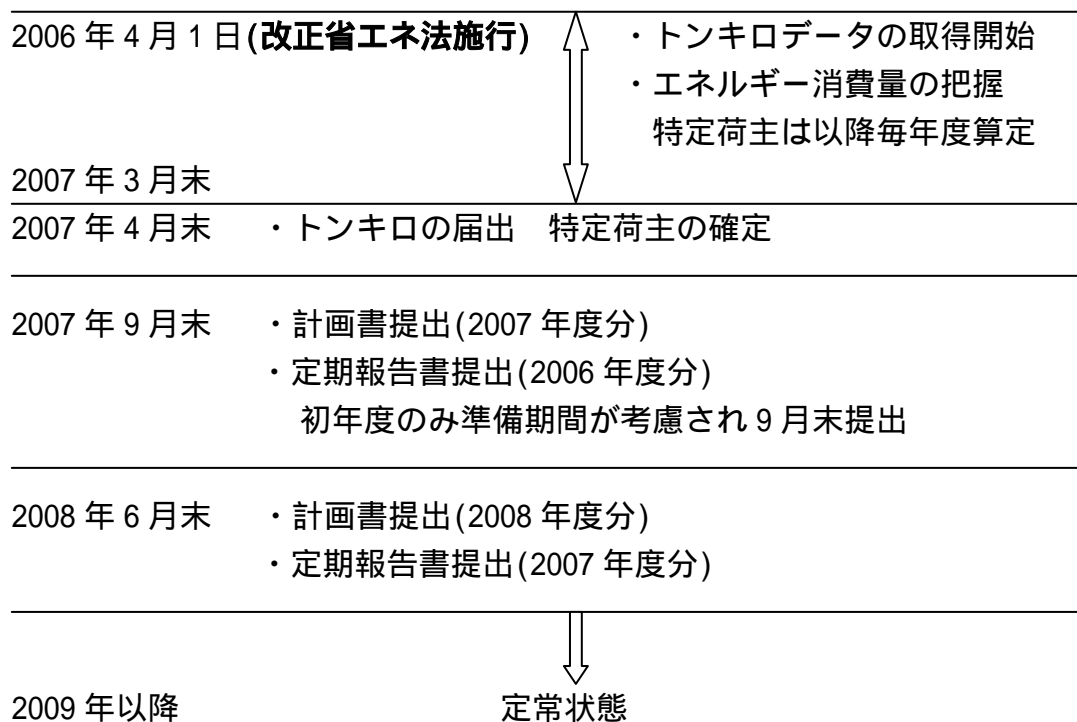 2006 年 4 月 1 日(改正省エネ法施行)
・トンキロデータの取得開始
・エネルギー消費量の把握
特定荷主は以降毎年度算定
2007 年 3 月末
2007 年 4 月末 ・トンキロの届出 特定荷主の確定
2007 年 9 月末 ・計画書提出(2007 年度分)
・定期報告書提出(2006 年度分)
初年度のみ準備期間が考慮され 9 月末提出
2008 年 6 月末 ・計画書提出(2008 年度分)
・定期報告書提出(2007 年度分)
2009 年以降 定常状態